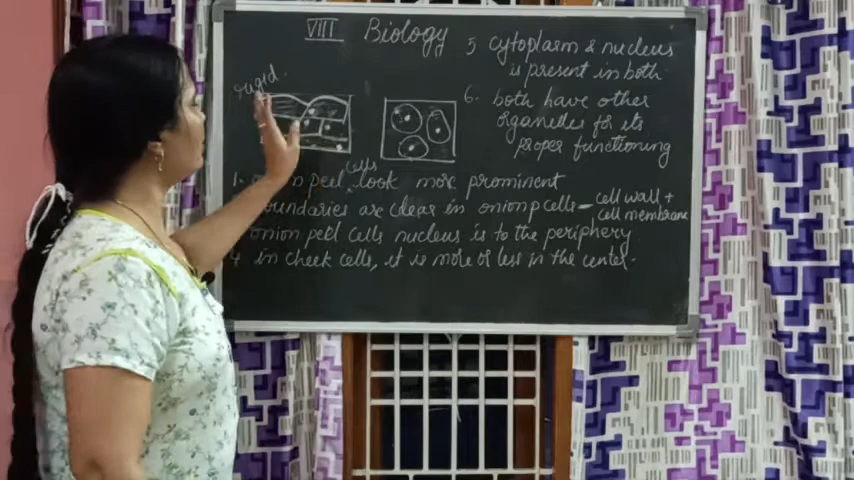 VIII Biology
rigid.
1. n peel cells look more prominent
oundaries are clear in onion p cells - cell wall +
cell membrane
onion peel cells nucleus is to the periphery
4 in cheek cells, it is more or less in the center.
5 cytoplasm & nucleus
is present in both
6. both have other
organelles for its
proper functioning